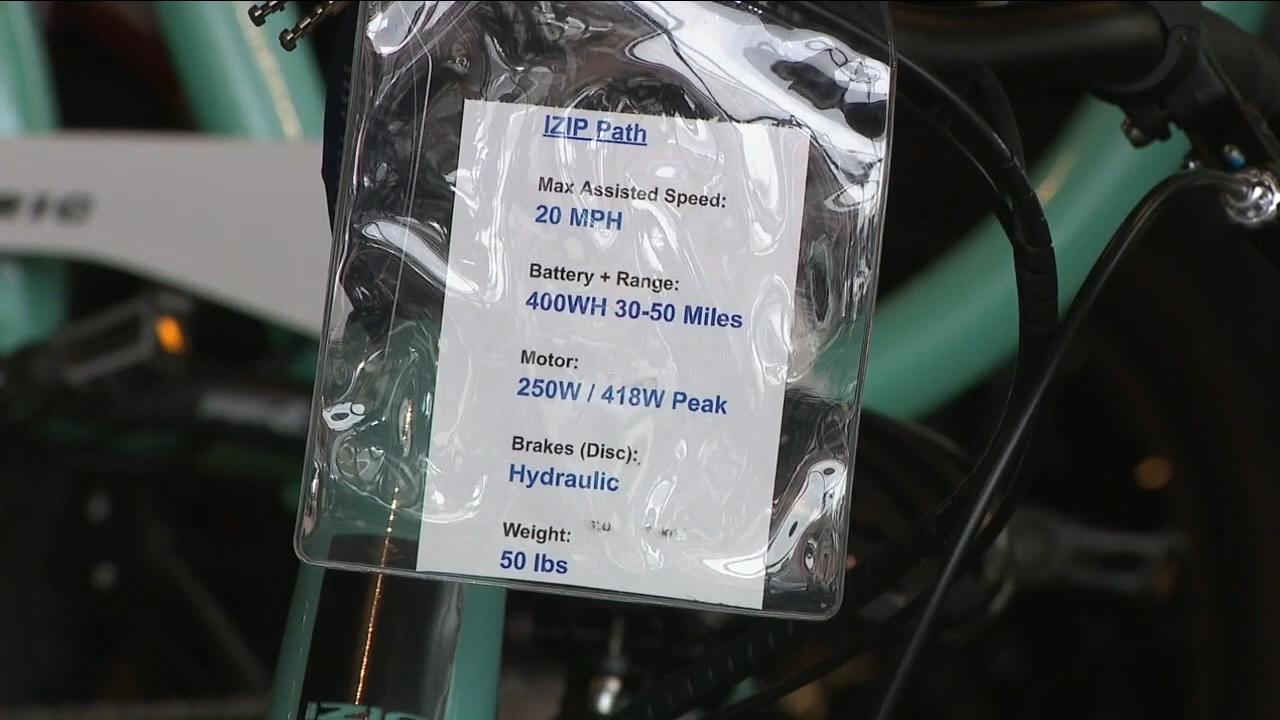 IZIP Path
Max Assisted Speed:
20 MPH
Battery + Range:
400WH 30-50 Miles
Motor:
250W / 418W Peak
Brakes (Disc):
Hydraulic
Weight:
50 lbs
IZIP